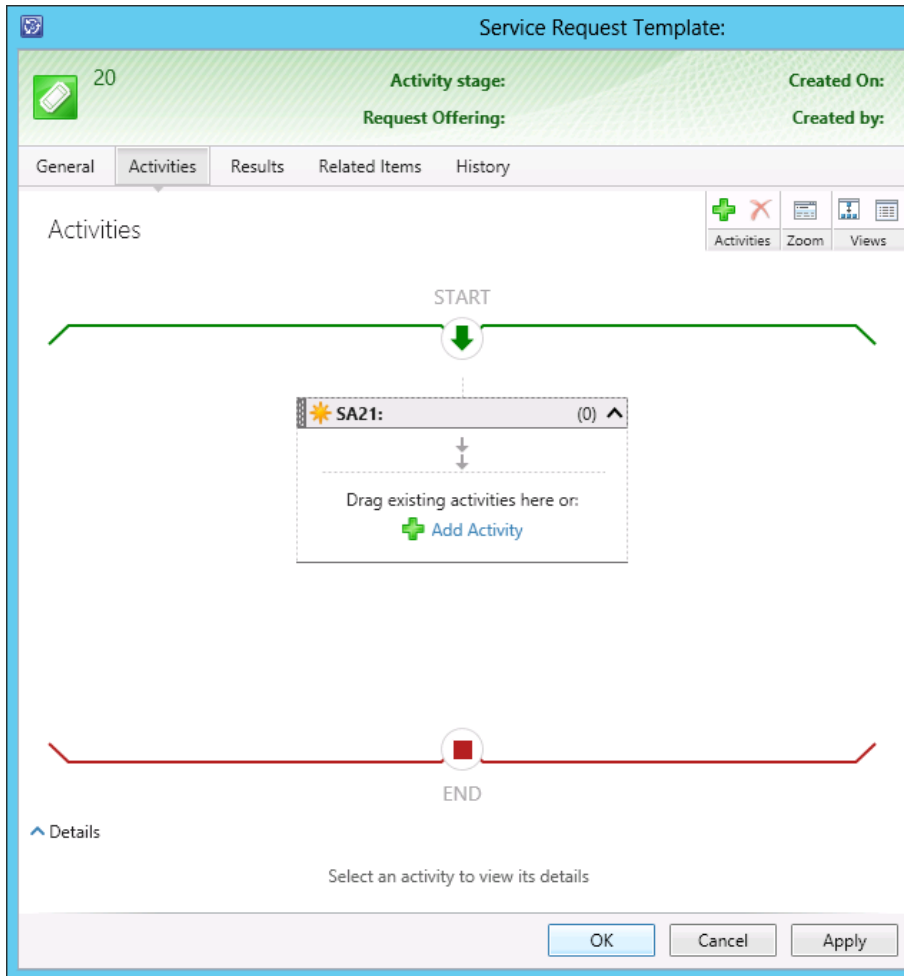 Service Request Template:
20
Activity stage:
Created On:
Request Offering:
Created by:
General Activities Results Related Items History
Activities
Activities Zoom Views
START
SA21: (0)
Drag existing activities here or:
Add Activity
END
Details
Select an activity to view its details
OK Cancel Apply